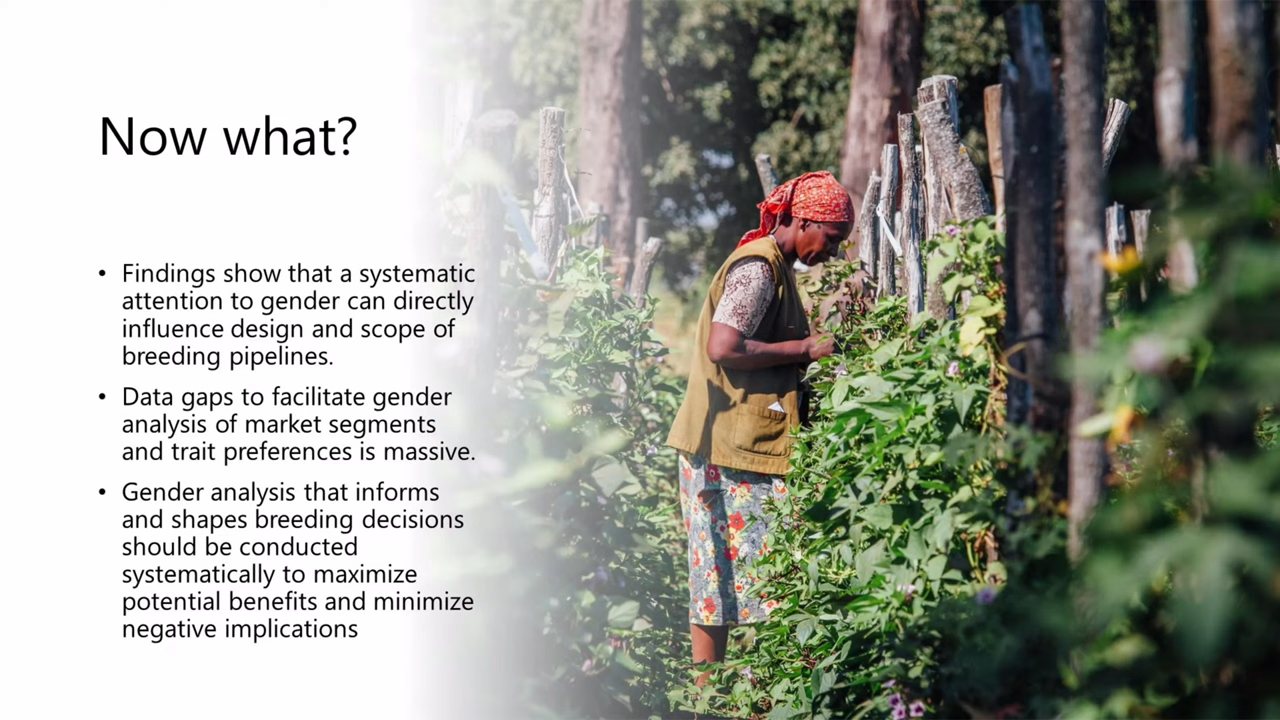 Now what?
• Findings show that a systematic
attention to gender can directly
influence design and scope of
breeding pipelines.
• Data gaps to facilitate gender
analysis of market segments
and trait preferences is massive.
• Gender analysis that informs
and shapes breeding decisions
should be conducted
systematically to maximize
potential benefits and minimize
negative implications